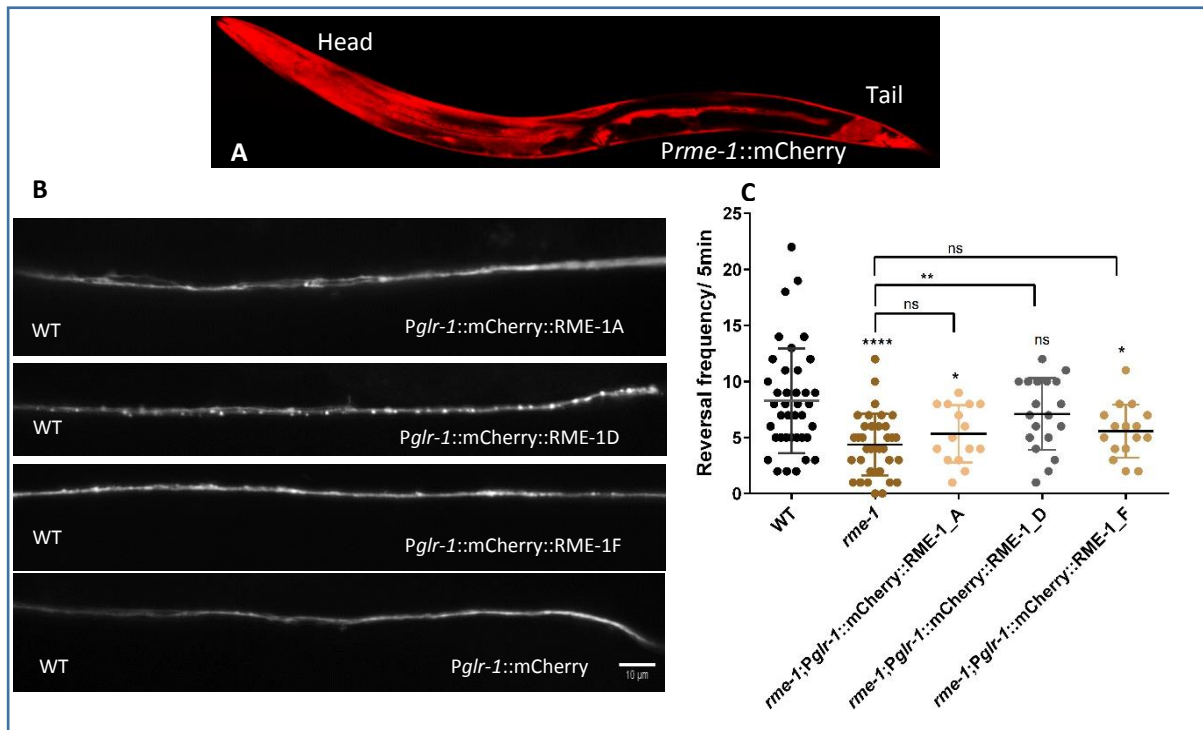 Head
Tail
A
Prme-1::mCherry
B
WT
Pglr-1::mCherry::RME-1A
WT
Pglr-1::mCherry::RME-1D
WT
Pglr-1::mCherry::RME-1F
WT
Pglr-1::mCherry
10 µm
C
Reversal frequency/ 5min
25
20
15
10
5
0
ns
**
ns
****
*
ns
*
WT
rme-1
rme-1;Pglr-1::mCherry::RME-1_A
rme-1;Pglr-1::mCherry::RME-1_D
rme-1;Pglr-1::mCherry::RME-1_F